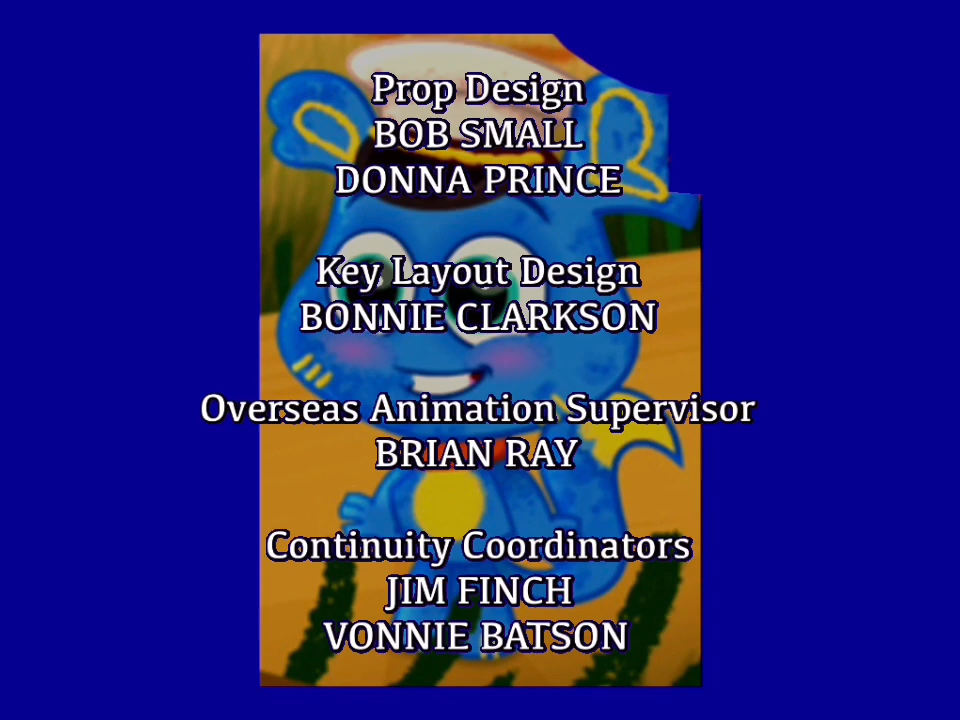 Prop Design
BOB SMALL
DONNA PRINCE
Key Layout Design
BONNIE CLARKSON
Overseas Animation Supervisor
BRIAN RAY
Continuity Coordinators
JIM FINCH
VONNIE BATSON